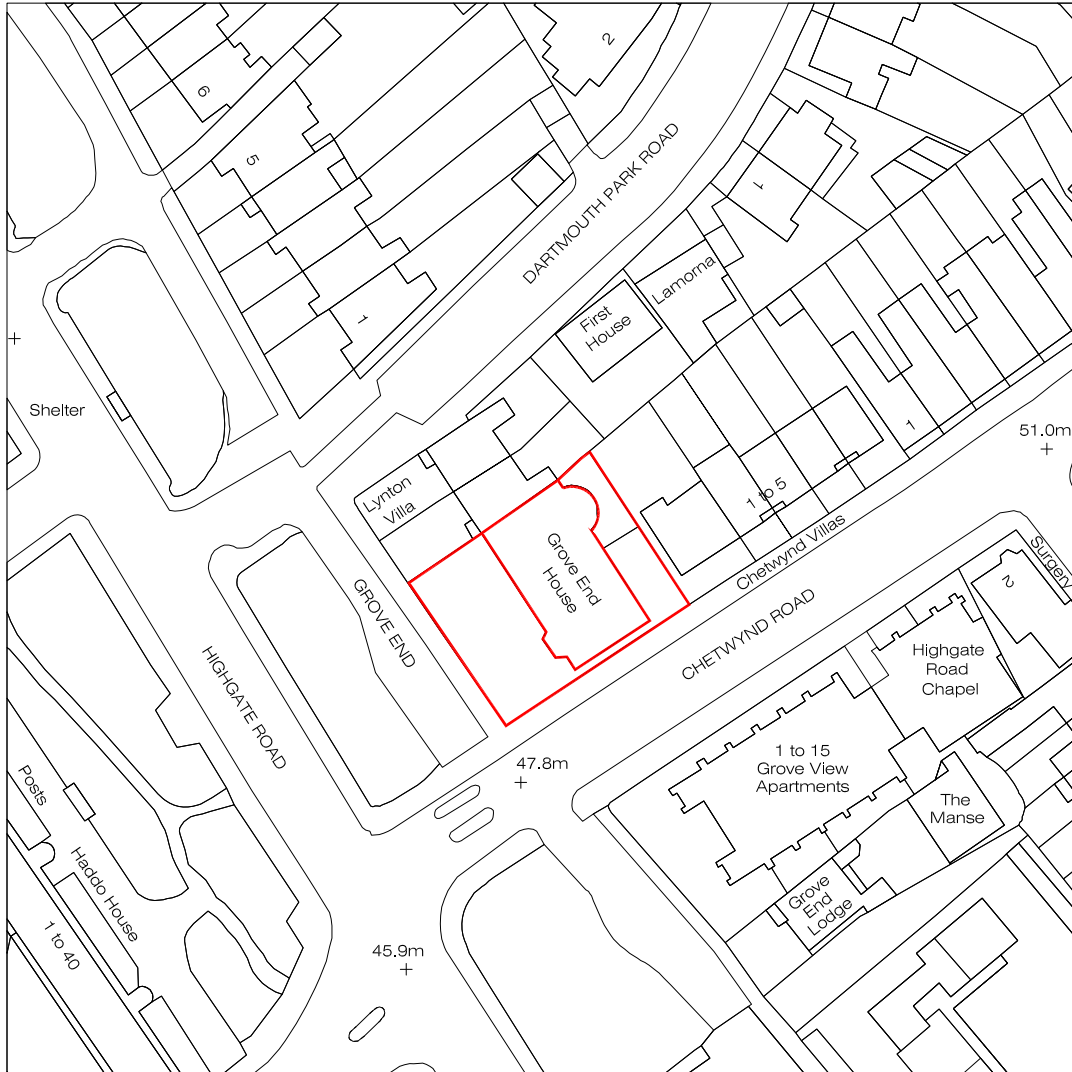 2
6
5
DARTMOUTH PARK ROAD
1
1
Lamorna
First
House
Shelter
1
51.0m
Lynton
Villa
1 to 5
Grove End
House
Chetwynd Villas
Surgery
GROVE END
CHETWYND ROAD
2
Highgate
Road
Chapel
HIGHGATE ROAD
47.8m
1 to 15
Grove View
Apartments
Posts
The
Manse
Haddo House
Grove
End
Lodge
1 to 40
45.9m